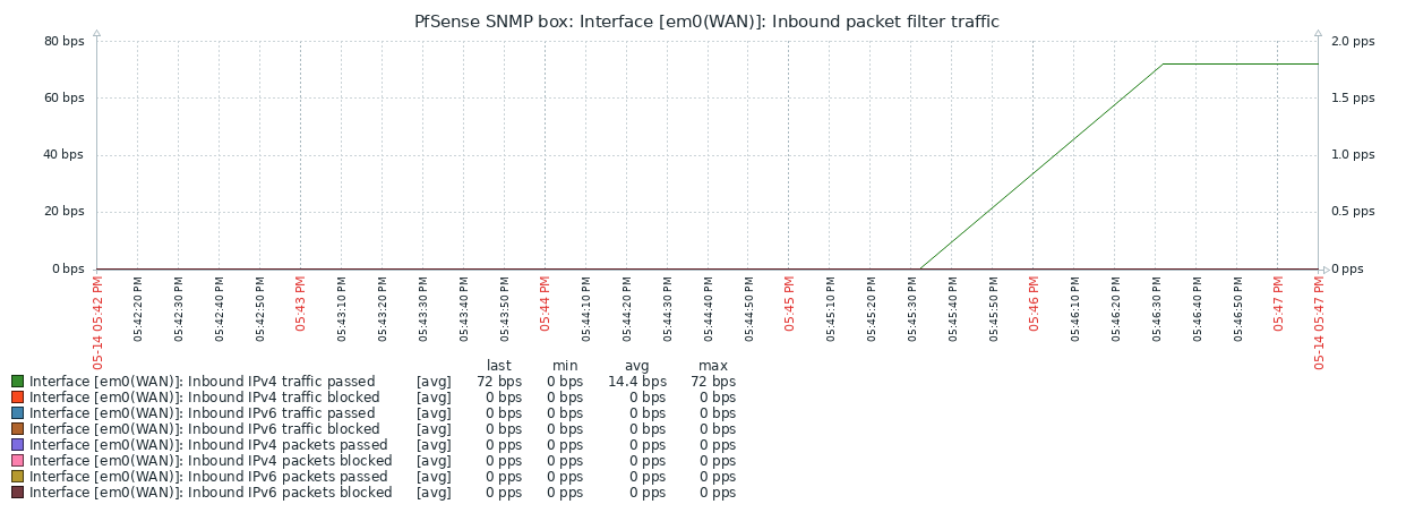 PfSense SNMP box: Interface [em0(WAN)]: Inbound packet filter traffic
80 bps
60 bps
40 bps
20 bps
0 bps
2.0 pps
1.5 pps
1.0 pps
0.5 pps
0 pps
05-14 05:42 PM
05:42:20 PM
05:42:30 PM
05:42:40 PM
05:42:50 PM
05:43 PM
05:43:10 PM
05:43:20 PM
05:43:30 PM
05:43:40 PM
05:43:50 PM
05:44 PM
05:44:10 PM
05:44:20 PM
05:44:30 PM
05:44:40 PM
05:44:50 PM
05:45 PM
05:45:10 PM
05:45:20 PM
05:45:30 PM
05:45:40 PM
05:45:50 PM
05:46 PM
05:46:10 PM
05:46:20 PM
05:46:30 PM
05:46:40 PM
05:46:50 PM
05:47 PM
05-14 05:47 PM
last min avg max
Interface [em0(WAN)]: Inbound IPv4 traffic passed [avg] 72 bps 0 bps 14.4 bps 72 bps
Interface [em0(WAN)]: Inbound IPv4 traffic blocked [avg] 0 bps 0 bps 0 bps 0 bps
Interface [em0(WAN)]: Inbound IPv6 traffic passed [avg] 0 bps 0 bps 0 bps 0 bps
Interface [em0(WAN)]: Inbound IPv6 traffic blocked [avg] 0 bps 0 bps 0 bps 0 bps
Interface [em0(WAN)]: Inbound IPv4 packets passed [avg] 0 pps 0 pps 0 pps 0 pps
Interface [em0(WAN)]: Inbound IPv4 packets blocked [avg] 0 pps 0 pps 0 pps 0 pps
Interface [em0(WAN)]: Inbound IPv6 packets passed [avg] 0 pps 0 pps 0 pps 0 pps
Interface [em0(WAN)]: Inbound IPv6 packets blocked [avg] 0 pps 0 pps 0 pps 0 pps